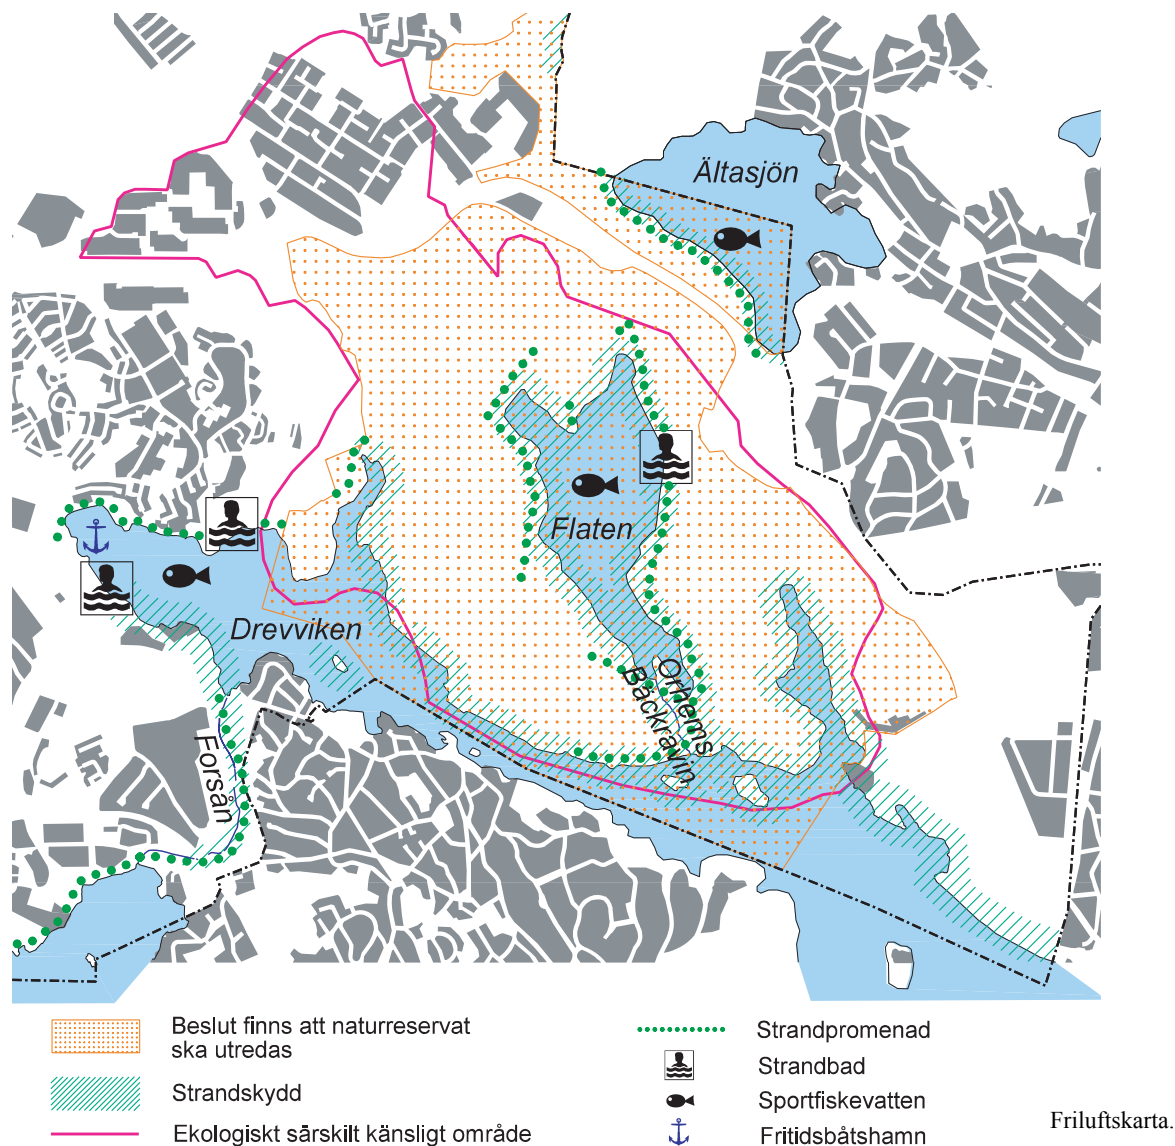 Ältasjön
Flaten
Drevviken
Orhems
Bäckravin
Forsån
Beslut finns att naturreservat
ska utredas
Strandskydd
Ekologiskt särskilt känsligt område
Strandpromenad
Strandbad
Sportfiskevatten
Fritidsbåtshamn
Friluftskarta.